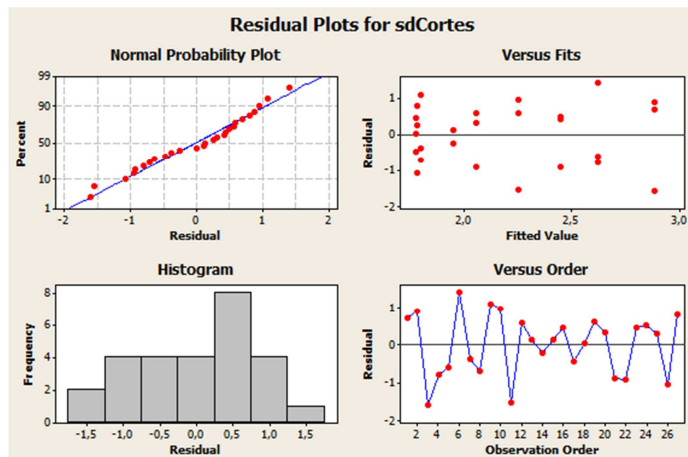 Residual Plots for sdCortes
Normal Probability Plot
99
90
50
10
1
Percent
-2 -1 0 1 2
Residual
Versus Fits
1
0
-1
-2
Residual
2,0 2,5 3,0
Fitted Value
Histogram
8
6
4
2
0
Frequency
-1,5 -1,0 -0,5 0,0 0,5 1,0 1,5
Residual
Versus Order
1
0
-1
-2
Residual
2 4 6 8 10 12 14 16 18 20 22 24 26
Observation Order